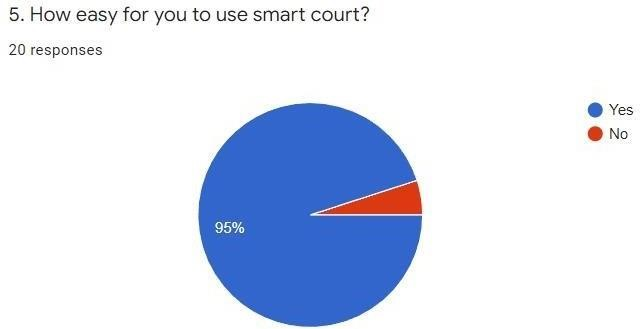 5. How easy for you to use smart court?
20 responses
Yes
No
95%